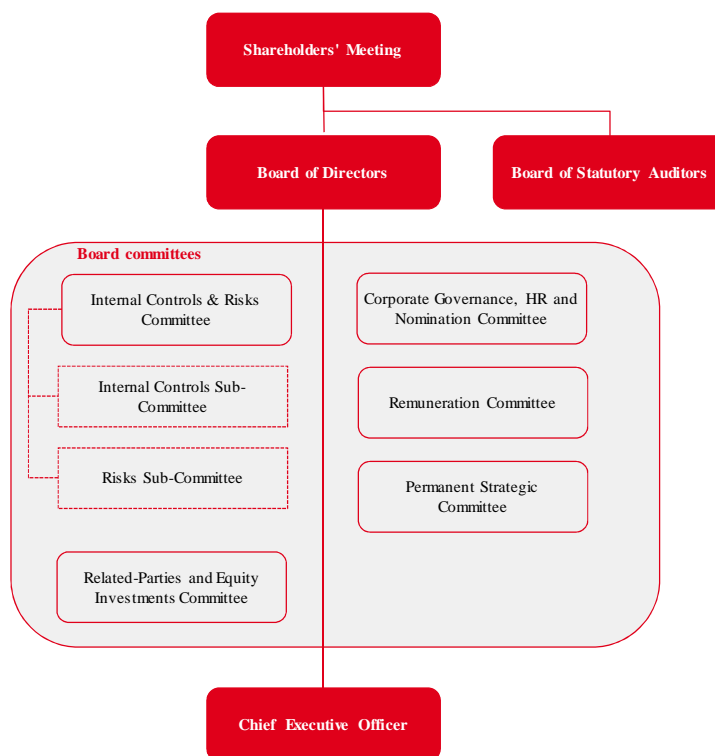 Shareholders' Meeting
Board of Directors
Board of Statutory Auditors
Board committees
Internal Controls & Risks
Committee
Internal Controls Sub-
Committee
Risks Sub-Committee
Related-Parties and Equity
Investments Committee
Corporate Governance, HR and
Nomination Committee
Remuneration Committee
Permanent Strategic
Committee
Chief Executive Officer